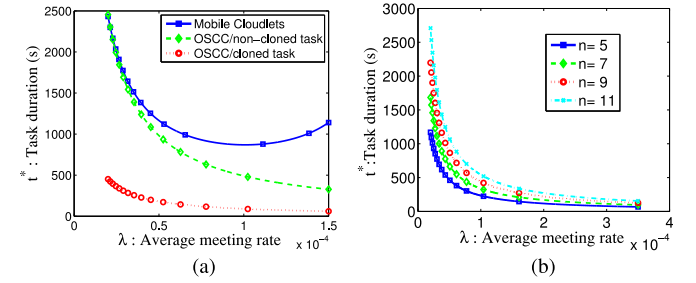 2500
2000
1500
1000
500
0
t* : Task duration (s)
Mobile Cloudlets
OSCC/non−cloned task
OSCC/cloned task
0 0.5 1 1.5
x 10⁻⁴
λ : Average meeting rate
(a)
3000
2500
2000
1500
1000
500
0
t* :Task duration (s)
n= 5
n= 7
n= 9
n= 11
0 2 4
x 10⁻⁴
λ : Average meeting rate
(b)